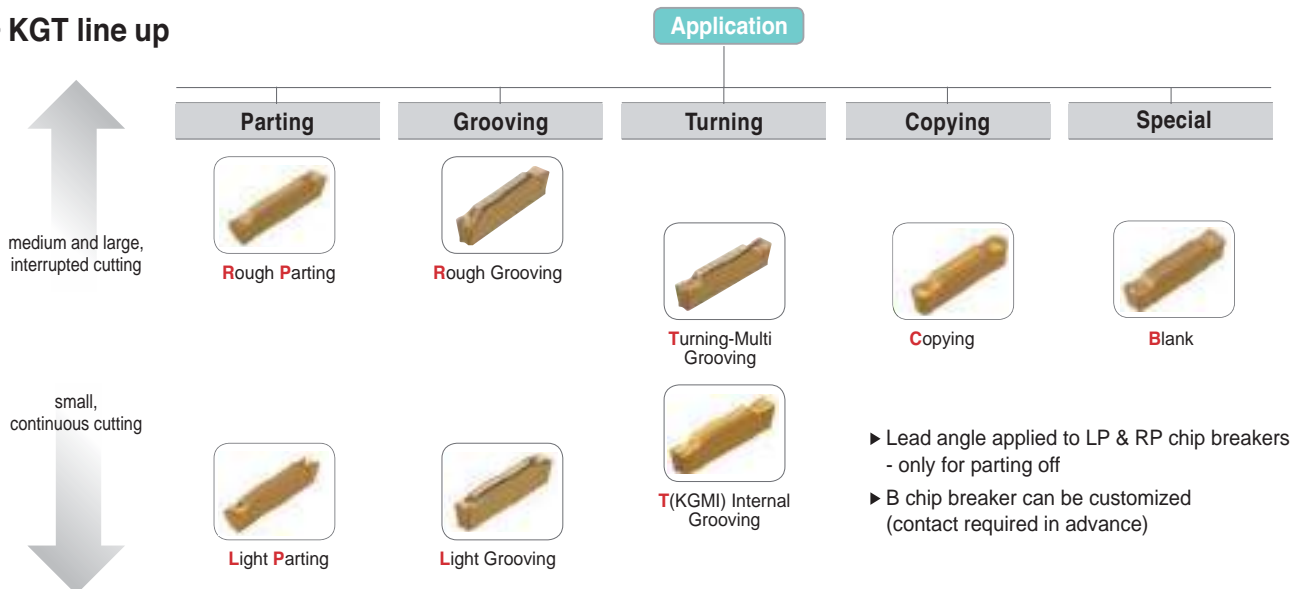 KGT line up
Application
Parting
Grooving
Turning
Copying
Special
medium and large,
interrupted cutting
Rough Parting
Rough Grooving
Turning-Multi
Grooving
Copying
Blank
small,
continuous cutting
Light Parting
Light Grooving
T(KGMI) Internal
Grooving
▶ Lead angle applied to LP & RP chip breakers
- only for parting off
▶ B chip breaker can be customized
(contact required in advance)